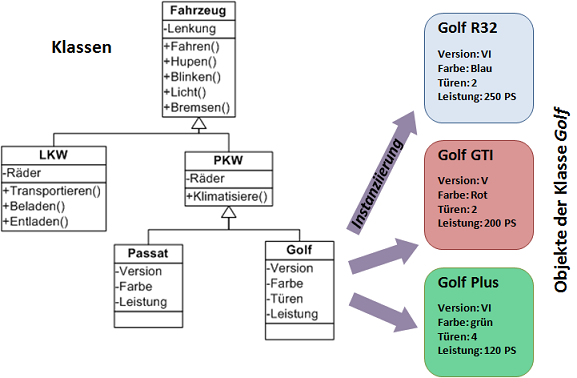 Klassen
Fahrzeug
-Lenkung
+Fahren()
+Hupen()
+Blinken()
+Licht()
+Bremsen()
LKW
-Räder
+Transportieren()
+Beladen()
+Entladen()
PKW
-Räder
+Klimatisiere()
Passat
-Version
-Farbe
-Leistung
Golf
-Version
-Farbe
-Türen
-Leistung
Instanziierung
Golf R32
Version: VI
Farbe: Blau
Türen: 2
Leistung: 250 PS
Golf GTI
Version: V
Farbe: Rot
Türen: 2
Leistung: 200 PS
Golf Plus
Version: VI
Farbe: grün
Türen: 4
Leistung: 120 PS
Objekte der Klasse Golf